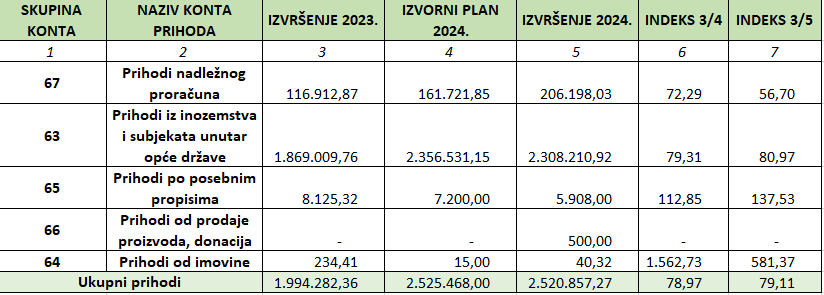 SKUPINA KONTA | NAZIV KONTA PRIHODA | IZVRŠENJE 2023. | IZVORNI PLAN 2024. | IZVRŠENJE 2024. | INDEKS 3/4 | INDEKS 3/5
1 | 2 | 3 | 4 | 5 | 6 | 7
67 | Prihodi nadležnog proračuna | 116.912,87 | 161.721,85 | 206.198,03 | 72,29 | 56,70
63 | Prihodi iz inozemstva i subjekata unutar opće države | 1.869.009,76 | 2.356.531,15 | 2.308.210,92 | 79,31 | 80,97
65 | Prihodi po posebnim propisima | 8.125,32 | 7.200,00 | 5.908,00 | 112,85 | 137,53
66 | Prihodi od prodaje proizvoda, donacija | - | - | 500,00 | - | -
64 | Prihodi od imovine | 234,41 | 15,00 | 40,32 | 1.562,73 | 581,37
Ukupni prihodi | 1.994.282,36 | 2.525.468,00 | 2.520.857,27 | 78,97 | 79,11